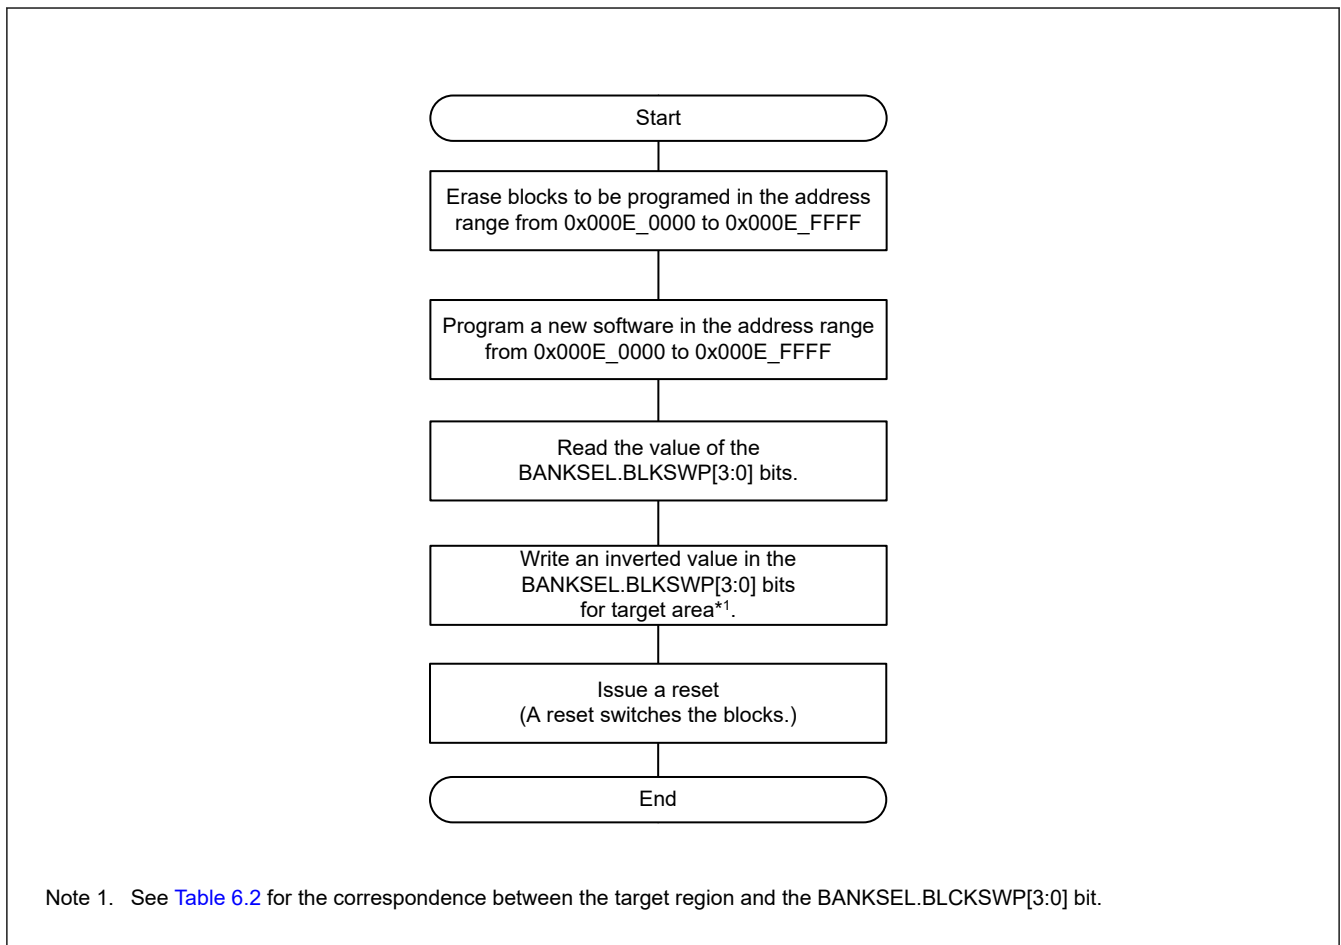 Start
Erase blocks to be programed in the address
range from 0x000E_0000 to 0x000E_FFFF
Program a new software in the address range
from 0x000E_0000 to 0x000E_FFFF
Read the value of the
BANKSEL.BLKSWP[3:0] bits.
Write an inverted value in the
BANKSEL.BLKSWP[3:0] bits
for target area*1.
Issue a reset
(A reset switches the blocks.)
End
Note 1. See Table 6.2 for the correspondence between the target region and the BANKSEL.BLCKSWP[3:0] bit.